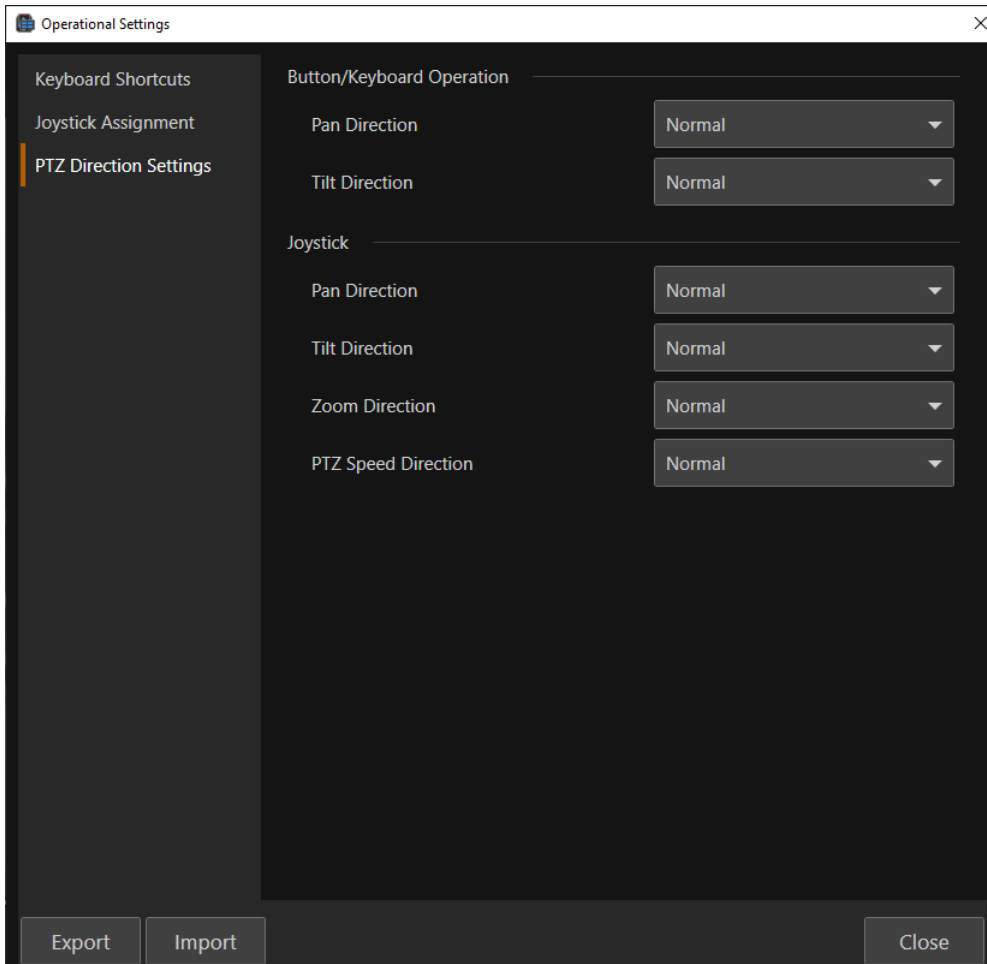 Operational Settings
Keyboard Shortcuts
Joystick Assignment
PTZ Direction Settings
Button/Keyboard Operation
Pan Direction Normal
Tilt Direction Normal
Joystick
Pan Direction Normal
Tilt Direction Normal
Zoom Direction Normal
PTZ Speed Direction Normal
Export Import Close